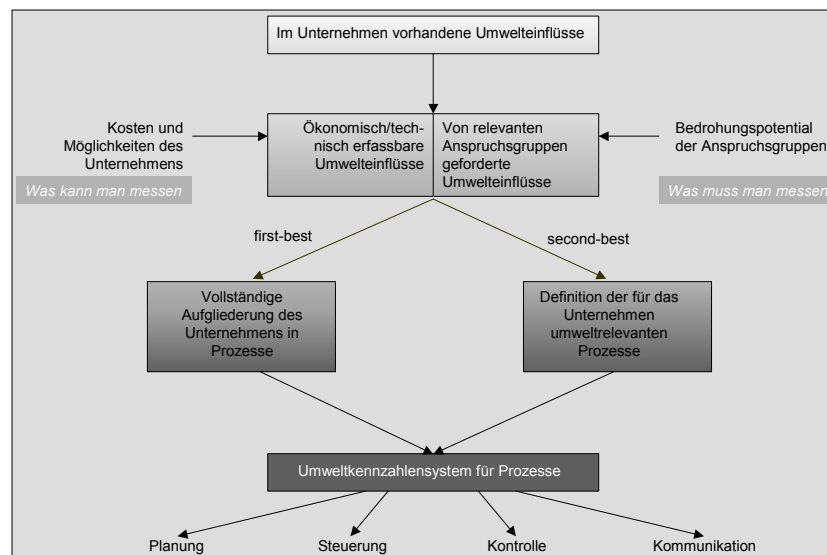 Im Unternehmen vorhandene Umwelteinflüsse
Kosten und
Möglichkeiten des
Unternehmens
Was kann man messen
Ökonomisch/tech-
nisch erfassbare
Umwelteinflüsse
Von relevanten
Anspruchsgruppen
geforderte
Umwelteinflüsse
Bedrohungspotential
der Anspruchsgruppen
Was muss man messen
first-best
second-best
Vollständige
Aufgliederung des
Unternehmens in
Prozesse
Definition der für das
Unternehmen
umweltrelevanten
Prozesse
Umweltkennzahlensystem für Prozesse
Planung
Steuerung
Kontrolle
Kommunikation